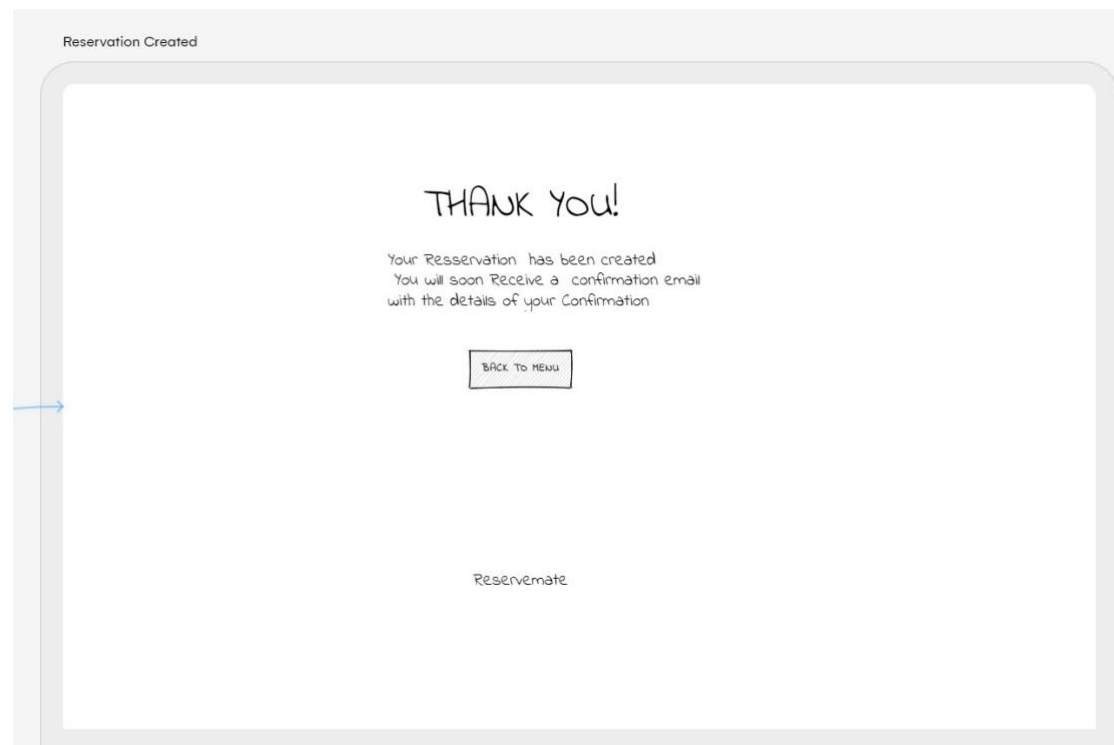 Reservation Created
THANK YOU!
Your Resservation has been created
You will soon Receive a confirmation email
with the details of your Confirmation
BACK TO MENU
Reservemate